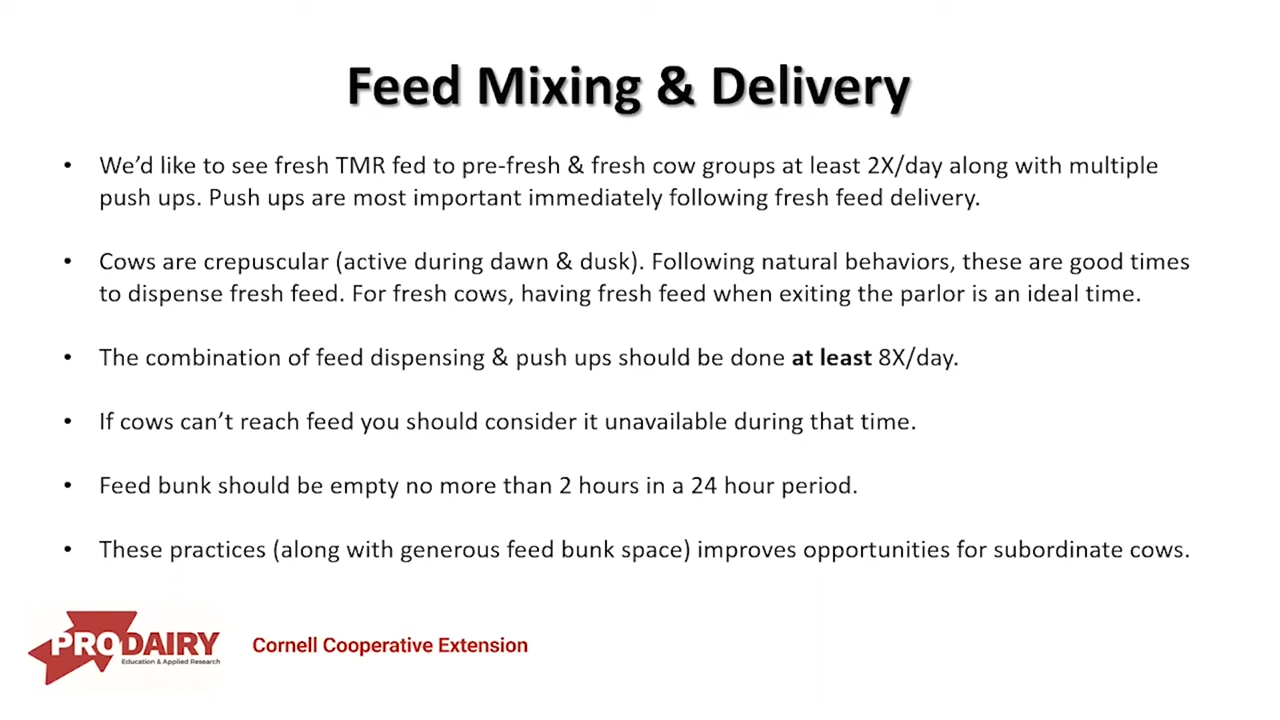 Feed Mixing & Delivery
• We'd like to see fresh TMR fed to pre-fresh & fresh cow groups at least 2X/day along with multiple
push ups. Push ups are most important immediately following fresh feed delivery.
• Cows are crepuscular (active during dawn & dusk). Following natural behaviors, these are good times
to dispense fresh feed. For fresh cows, having fresh feed when exiting the parlor is an ideal time.
• The combination of feed dispensing & push ups should be done at least 8X/day.
• If cows can't reach feed you should consider it unavailable during that time.
• Feed bunk should be empty no more than 2 hours in a 24 hour period.
• These practices (along with generous feed bunk space) improves opportunities for subordinate cows.
PRODAIRY
Education & Applied Research
Cornell Cooperative Extension